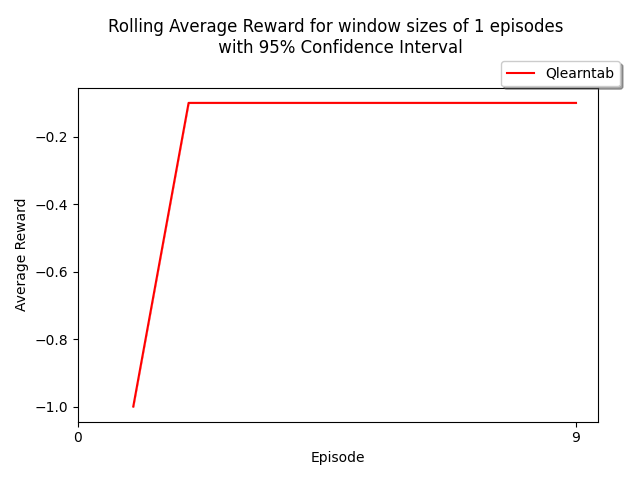 Rolling Average Reward for window sizes of 1 episodes
with 95% Confidence Interval
Qlearntab
−0.2
−0.4
−0.6
−0.8
−1.0
Average Reward
0
9
Episode